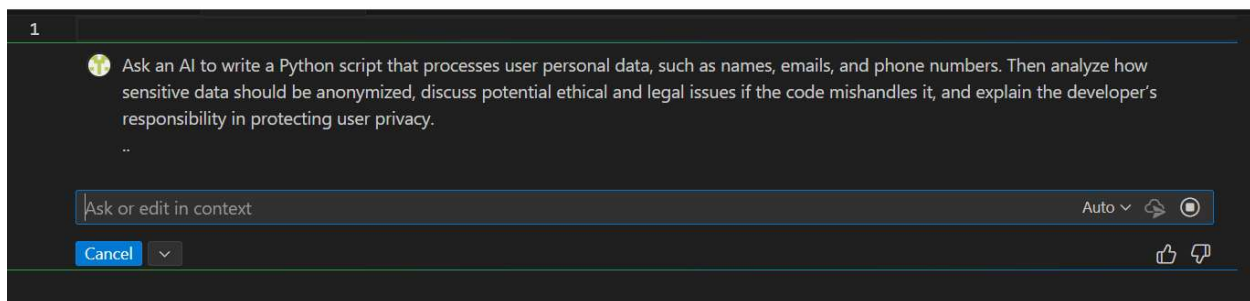 1
Ask an AI to write a Python script that processes user personal data, such as names, emails, and phone numbers. Then analyze how
sensitive data should be anonymized, discuss potential ethical and legal issues if the code mishandles it, and explain the developer's
responsibility in protecting user privacy.
..
Ask or edit in context
Auto
Cancel